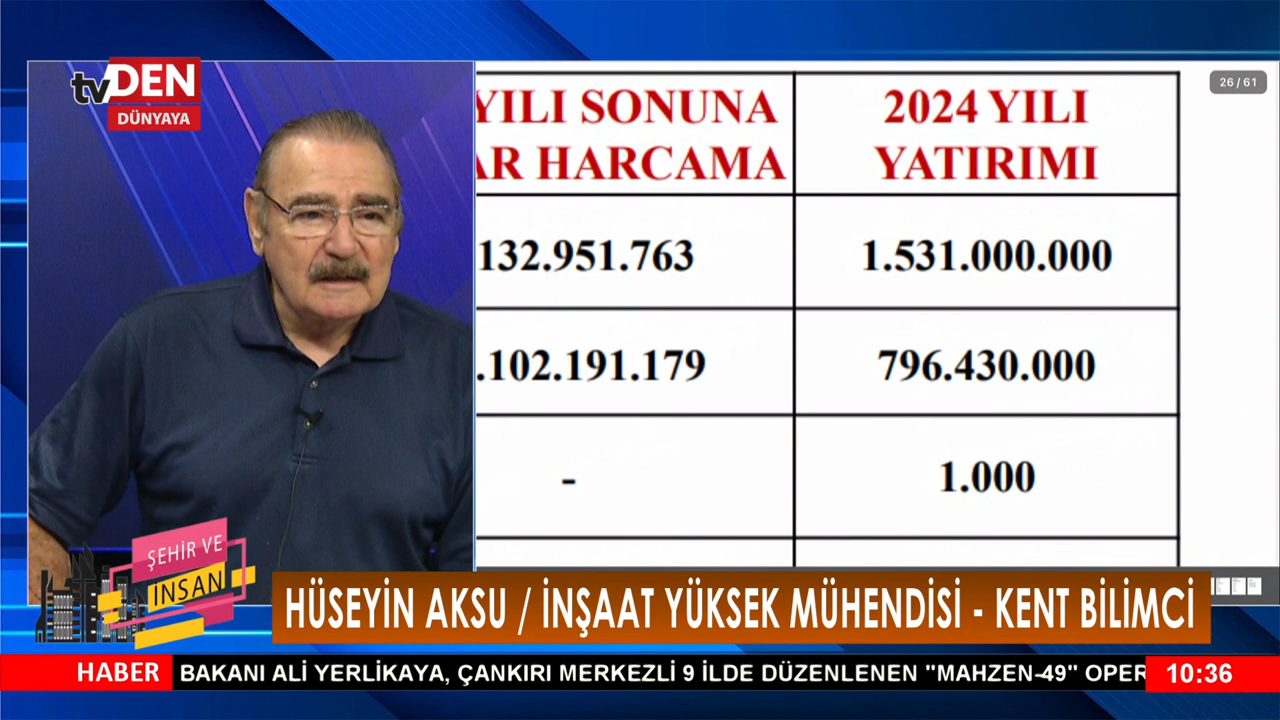 tvDEN
DÜNYAYA
26 / 61
YILI SONUNA
HARCAMA
2024 YILI
YATIRIMI
132.951.763
1.531.000.000
.102.191.179
796.430.000
-
1.000
ŞEHİR VE
İNSAN
HÜSEYİN AKSU / İNŞAAT YÜKSEK MÜHENDİSİ - KENT BİLİMCİ
HABER
BAKANI ALİ YERLİKAYA, ÇANKIRI MERKEZLİ 9 İLDE DÜZENLENEN "MAHZEN-49" OPER
10:36